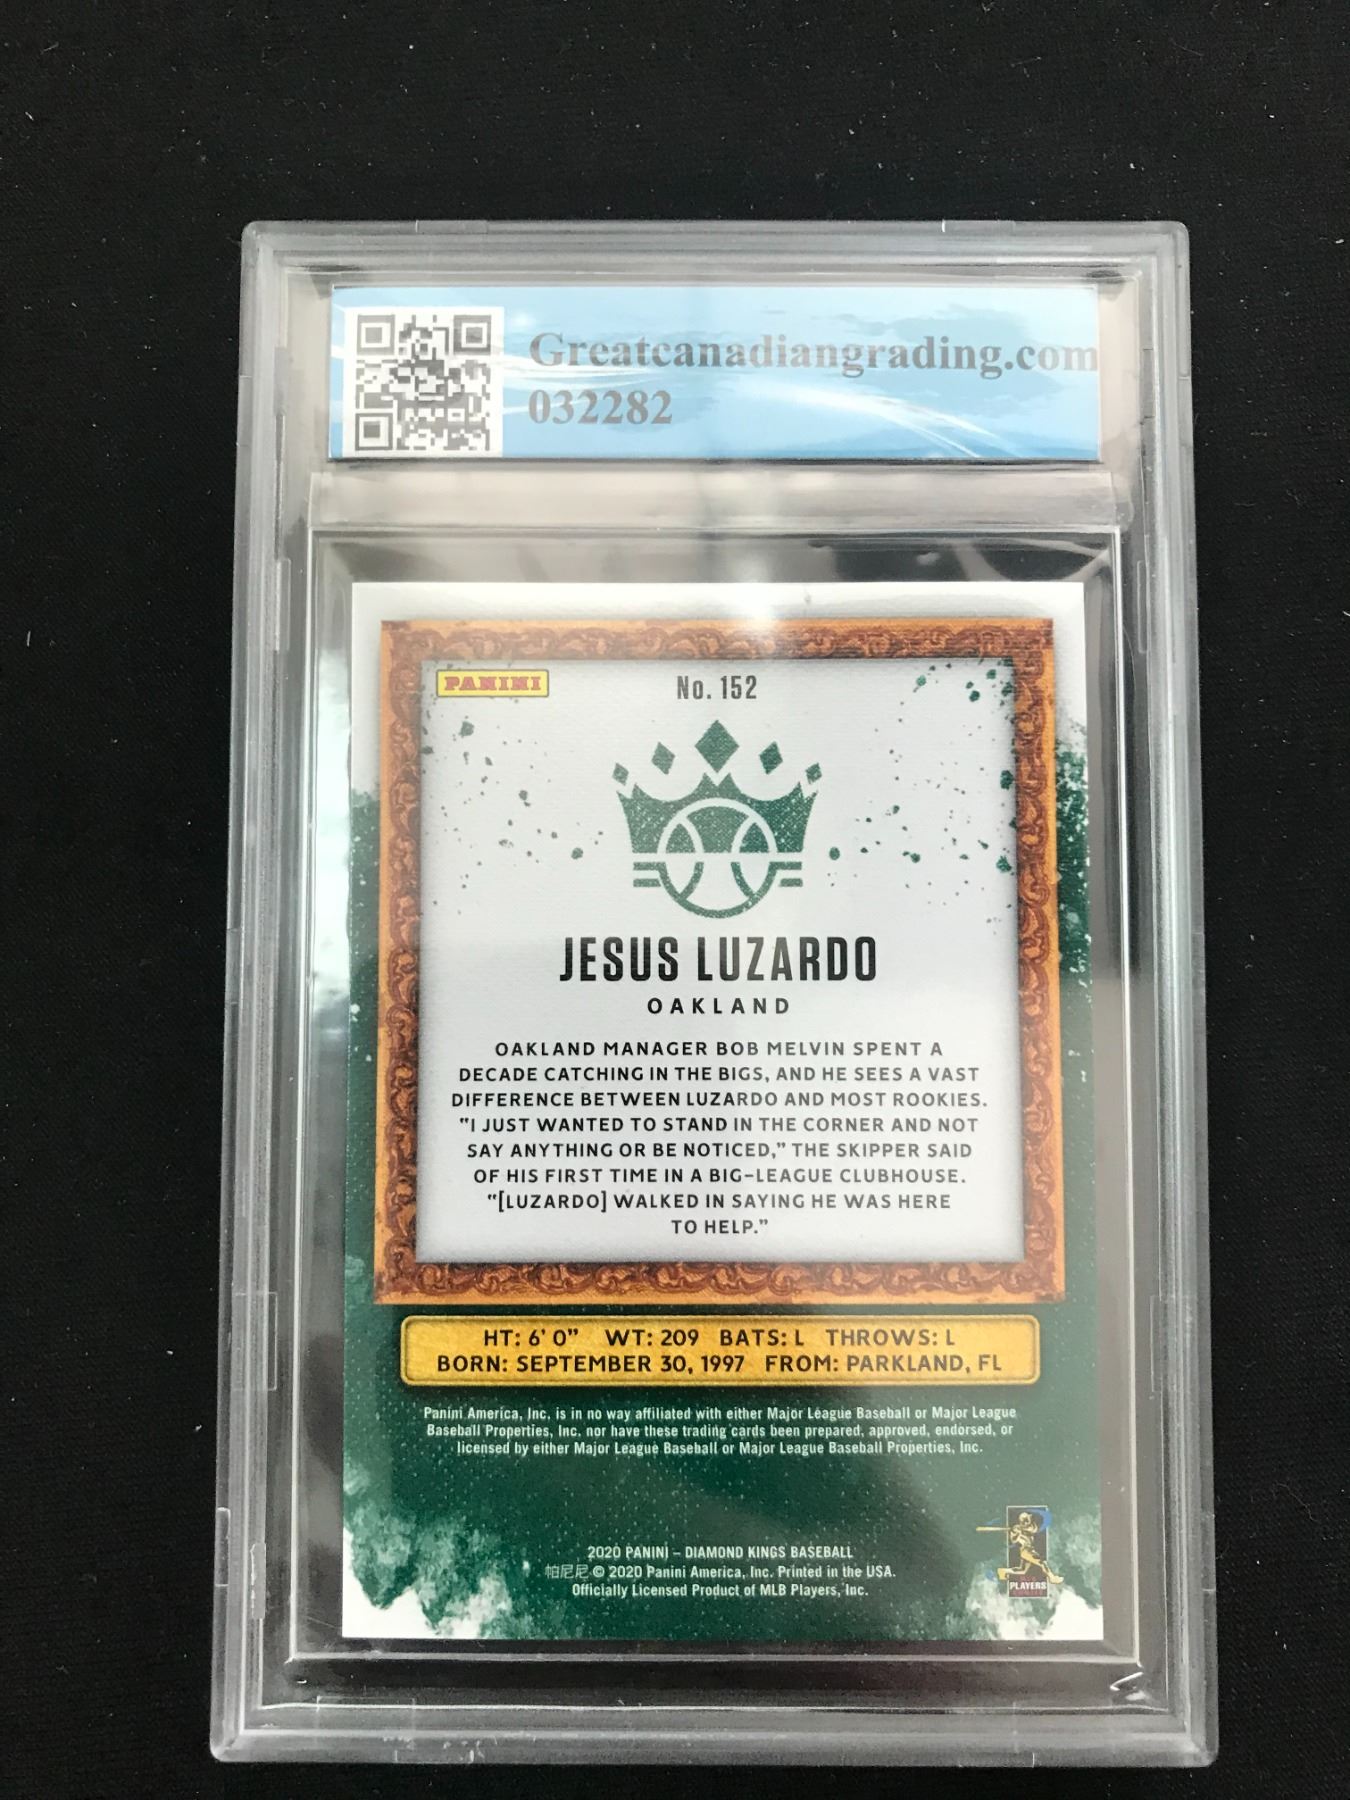 Greatcanadiangrading.com
032282
PANINI
No. 152
JESUS LUZARDO
OAKLAND
OAKLAND MANAGER BOB MELVIN SPENT A
DECADE CATCHING IN THE BIGS, AND HE SEES A VAST
DIFFERENCE BETWEEN LUZARDO AND MOST ROOKIES.
"I JUST WANTED TO STAND IN THE CORNER AND NOT
SAY ANYTHING OR BE NOTICED," THE SKIPPER SAID
OF HIS FIRST TIME IN A BIG-LEAGUE CLUBHOUSE.
"[LUZARDO] WALKED IN SAYING HE WAS HERE
TO HELP."
HT: 6' 0" WT: 209 BATS: L THROWS: L
BORN: SEPTEMBER 30, 1997 FROM: PARKLAND, FL
Panini America, Inc. is in no way affiliated with either Major League Baseball or Major League
Baseball Properties, Inc. nor have these trading cards been prepared, approved, endorsed, or
licensed by either Major League Baseball or Major League Baseball Properties, Inc.
2020 PANINI – DIAMOND KINGS BASEBALL
帕尼尼 © 2020 Panini America, Inc. Printed in the USA.
Officially Licensed Product of MLB Players, Inc.
PLAYERS